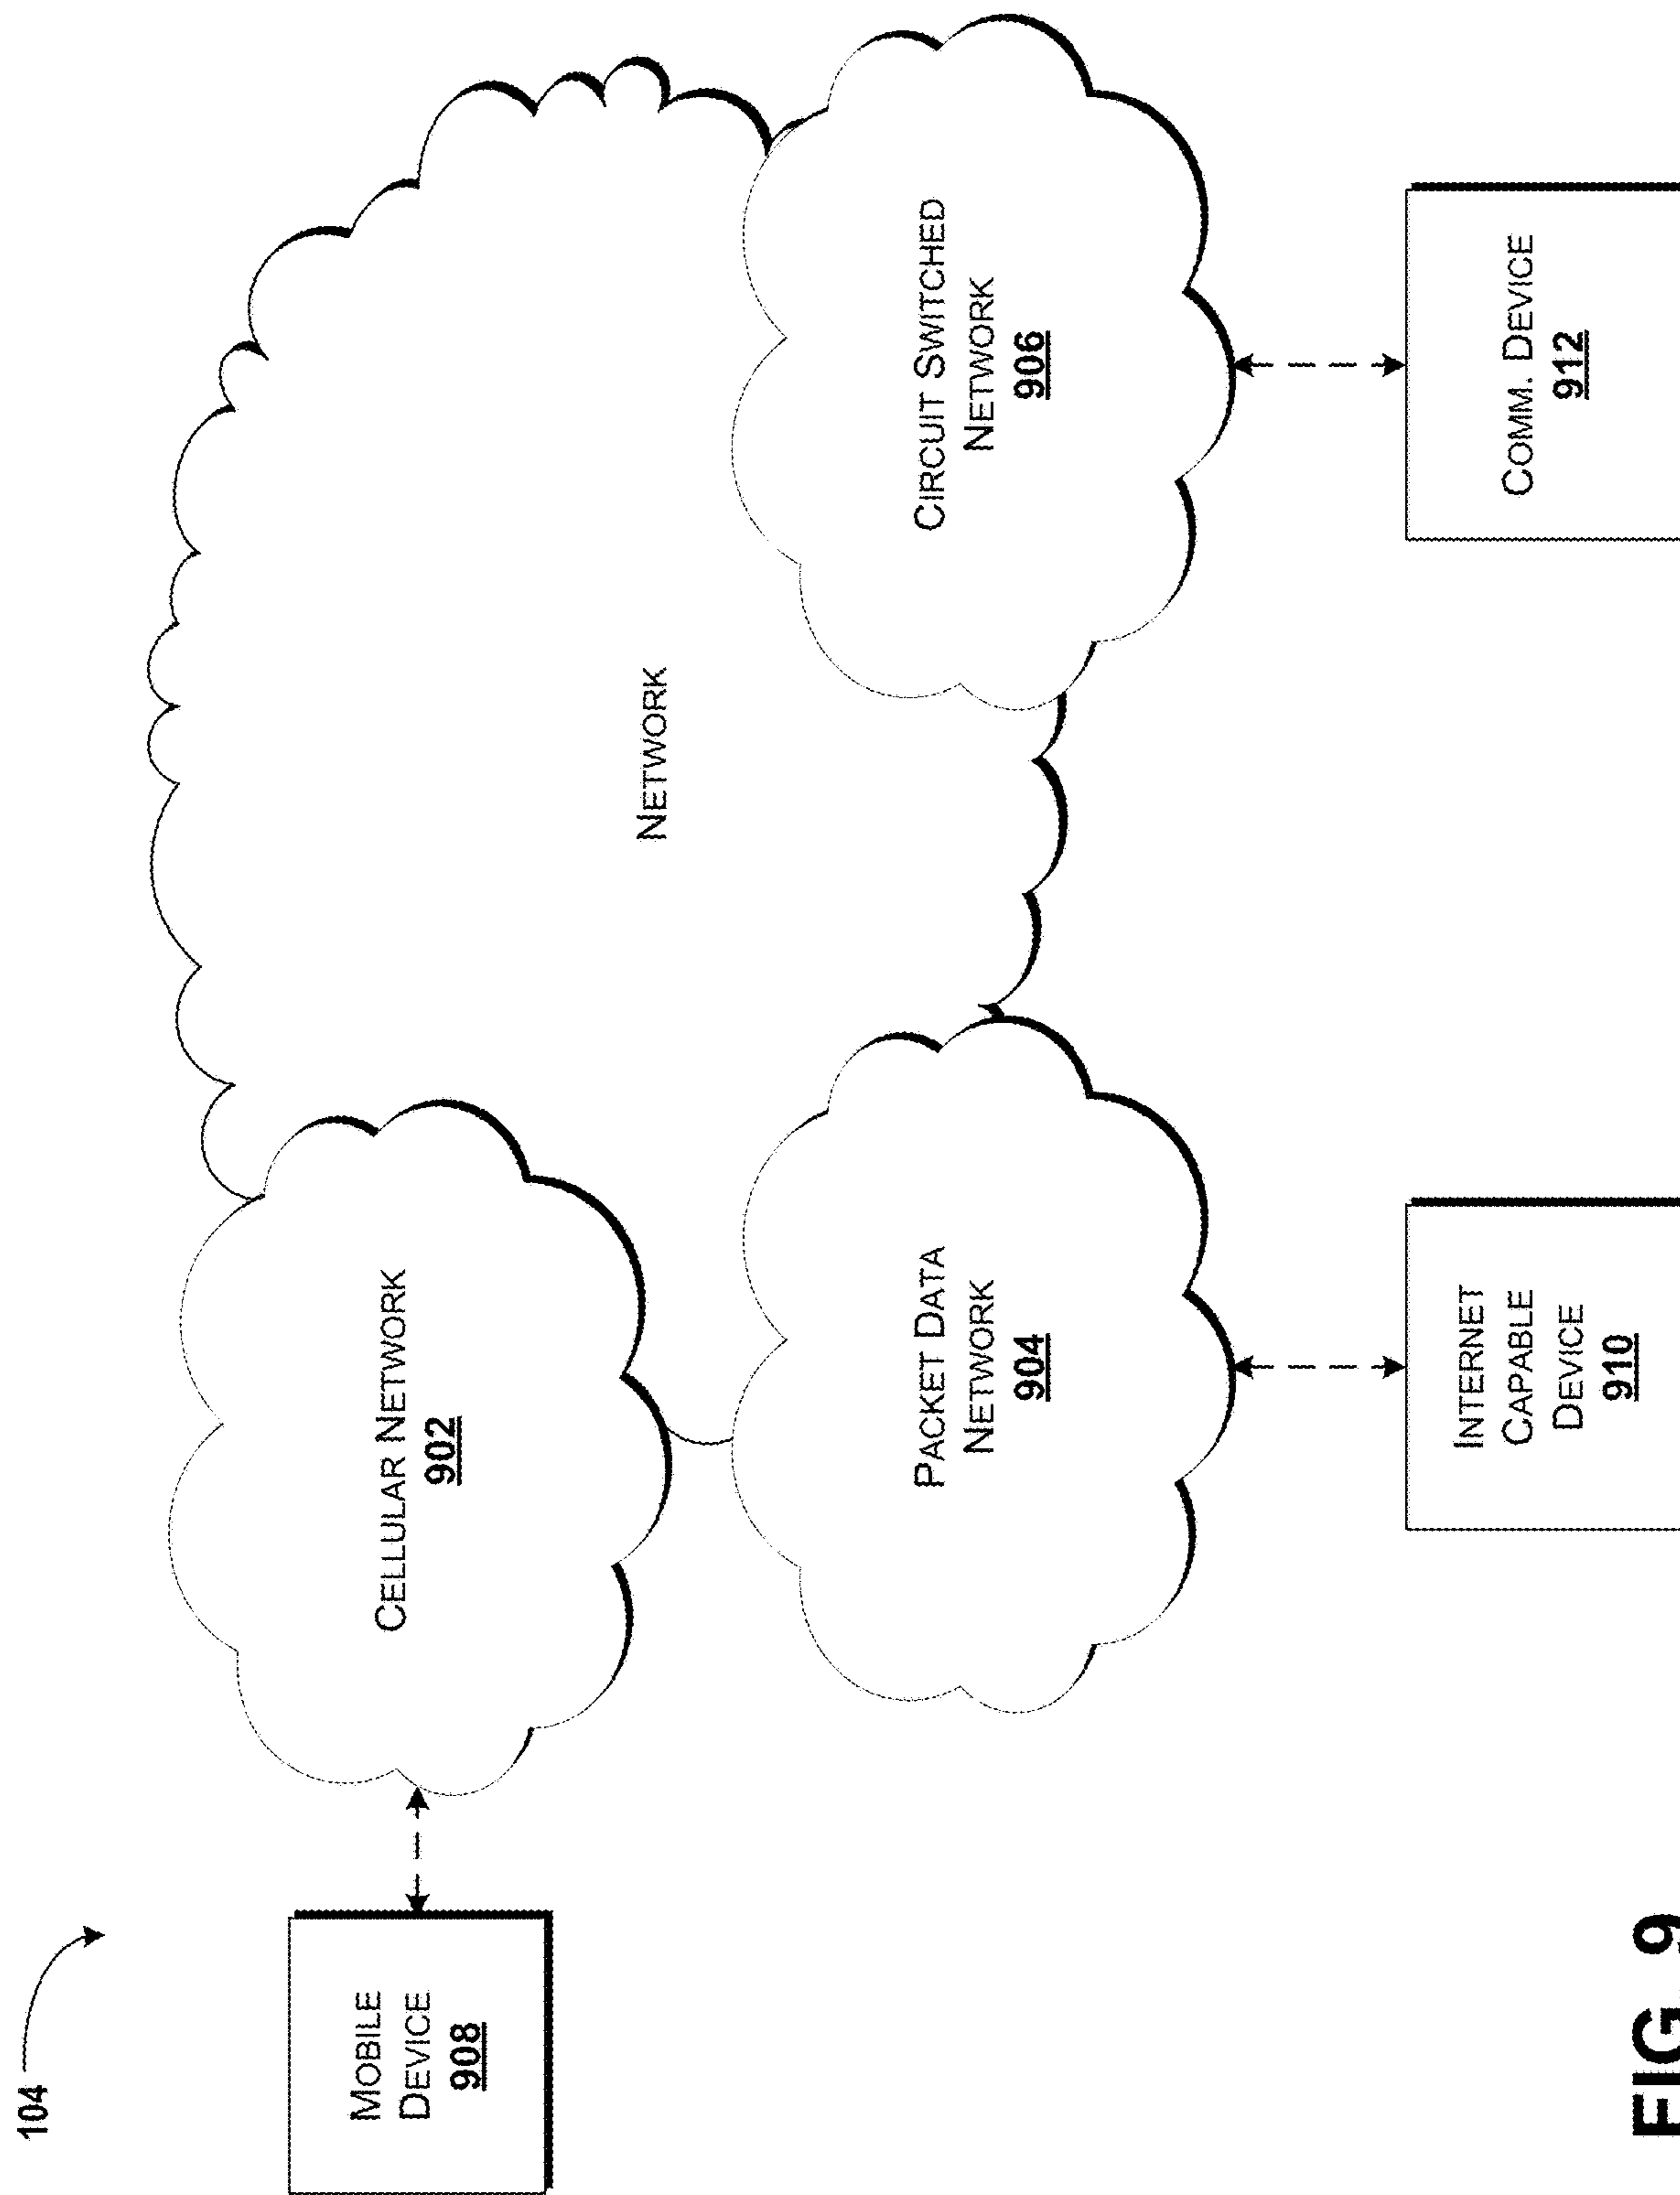 104
NETWORK
CELLULAR NETWORK
902
MOBILE
DEVICE
908
PACKET DATA
NETWORK
904
CIRCUIT SWITCHED
NETWORK
906
INTERNET
CAPABLE
DEVICE
910
COMM. DEVICE
912
FIG. 9